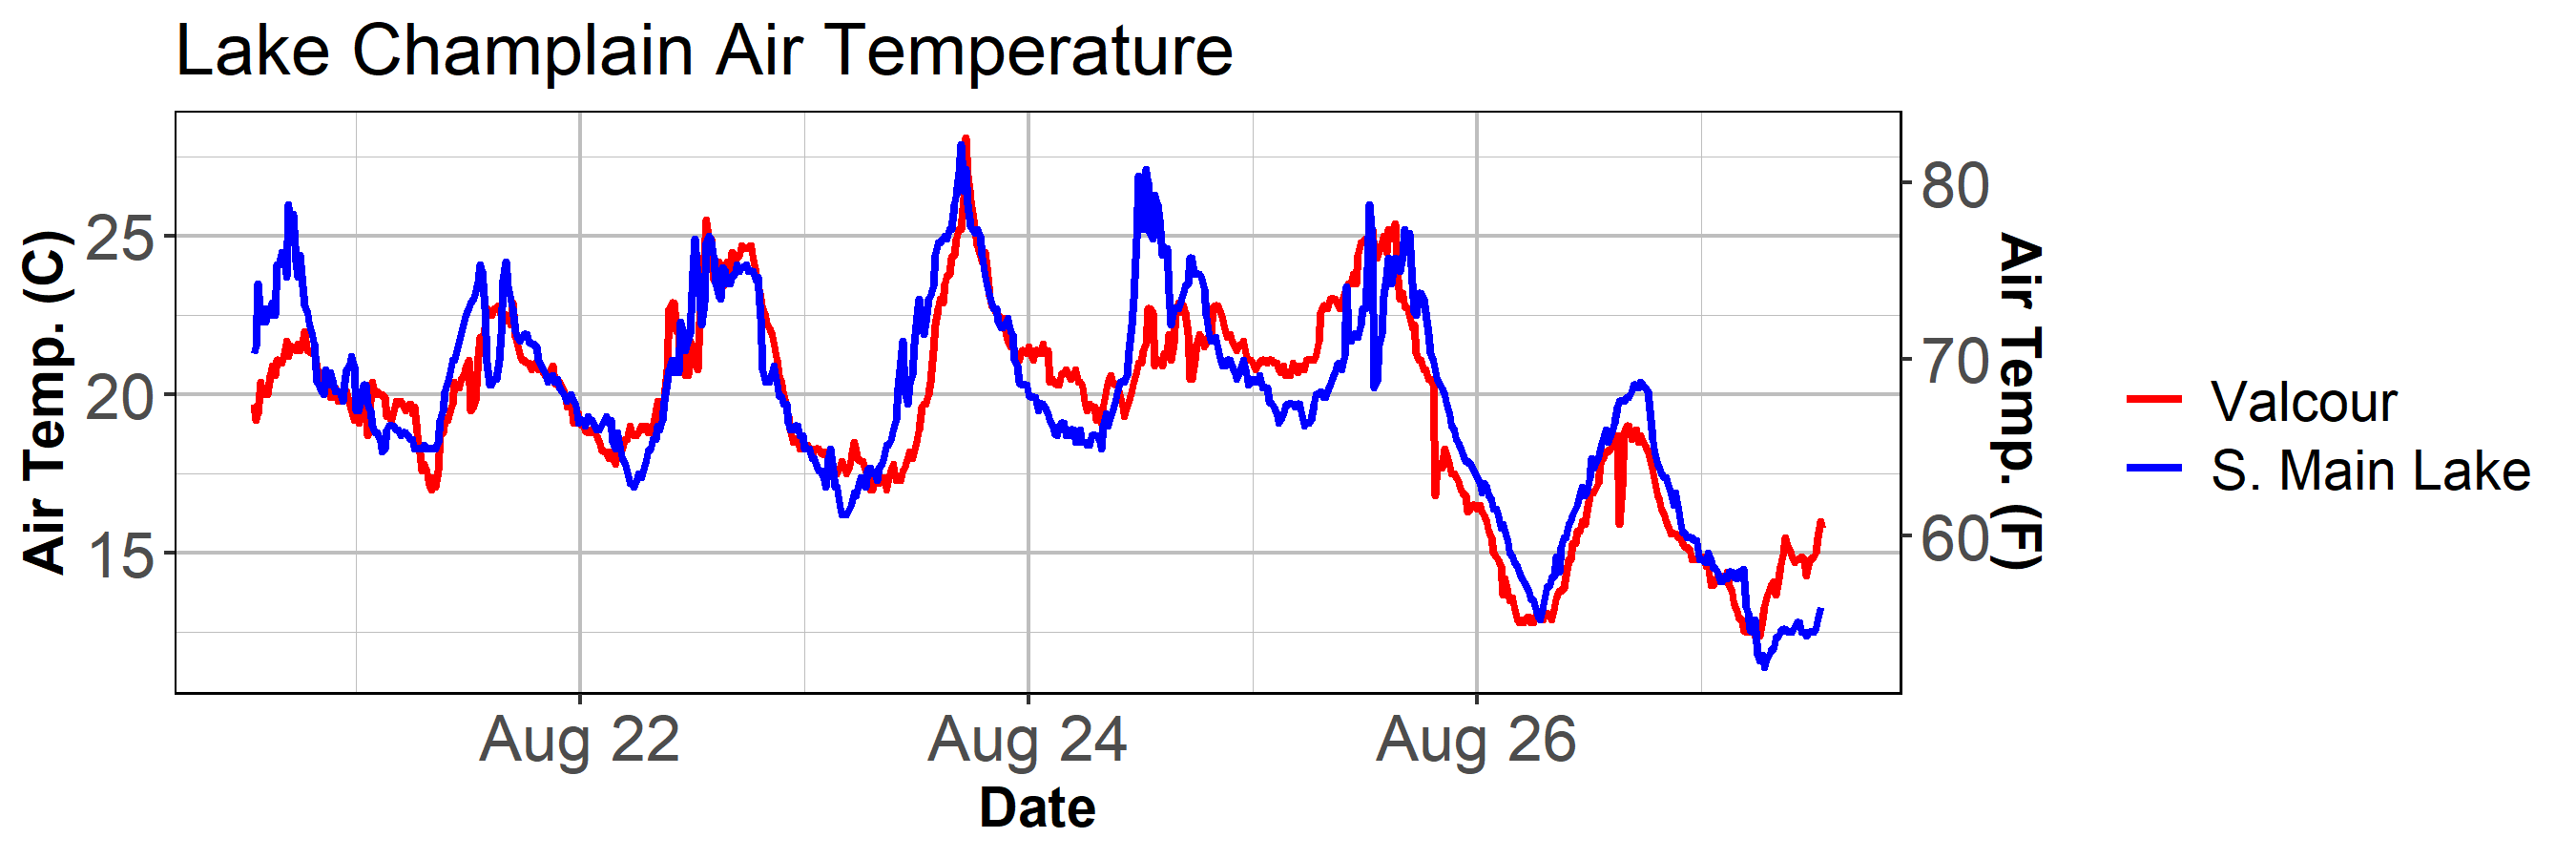 Lake Champlain Air Temperature
Air Temp. (C)
25
20
15
80
70
60
Air Temp. (F)
Valcour
S. Main Lake
Aug 22
Aug 24
Aug 26
Date